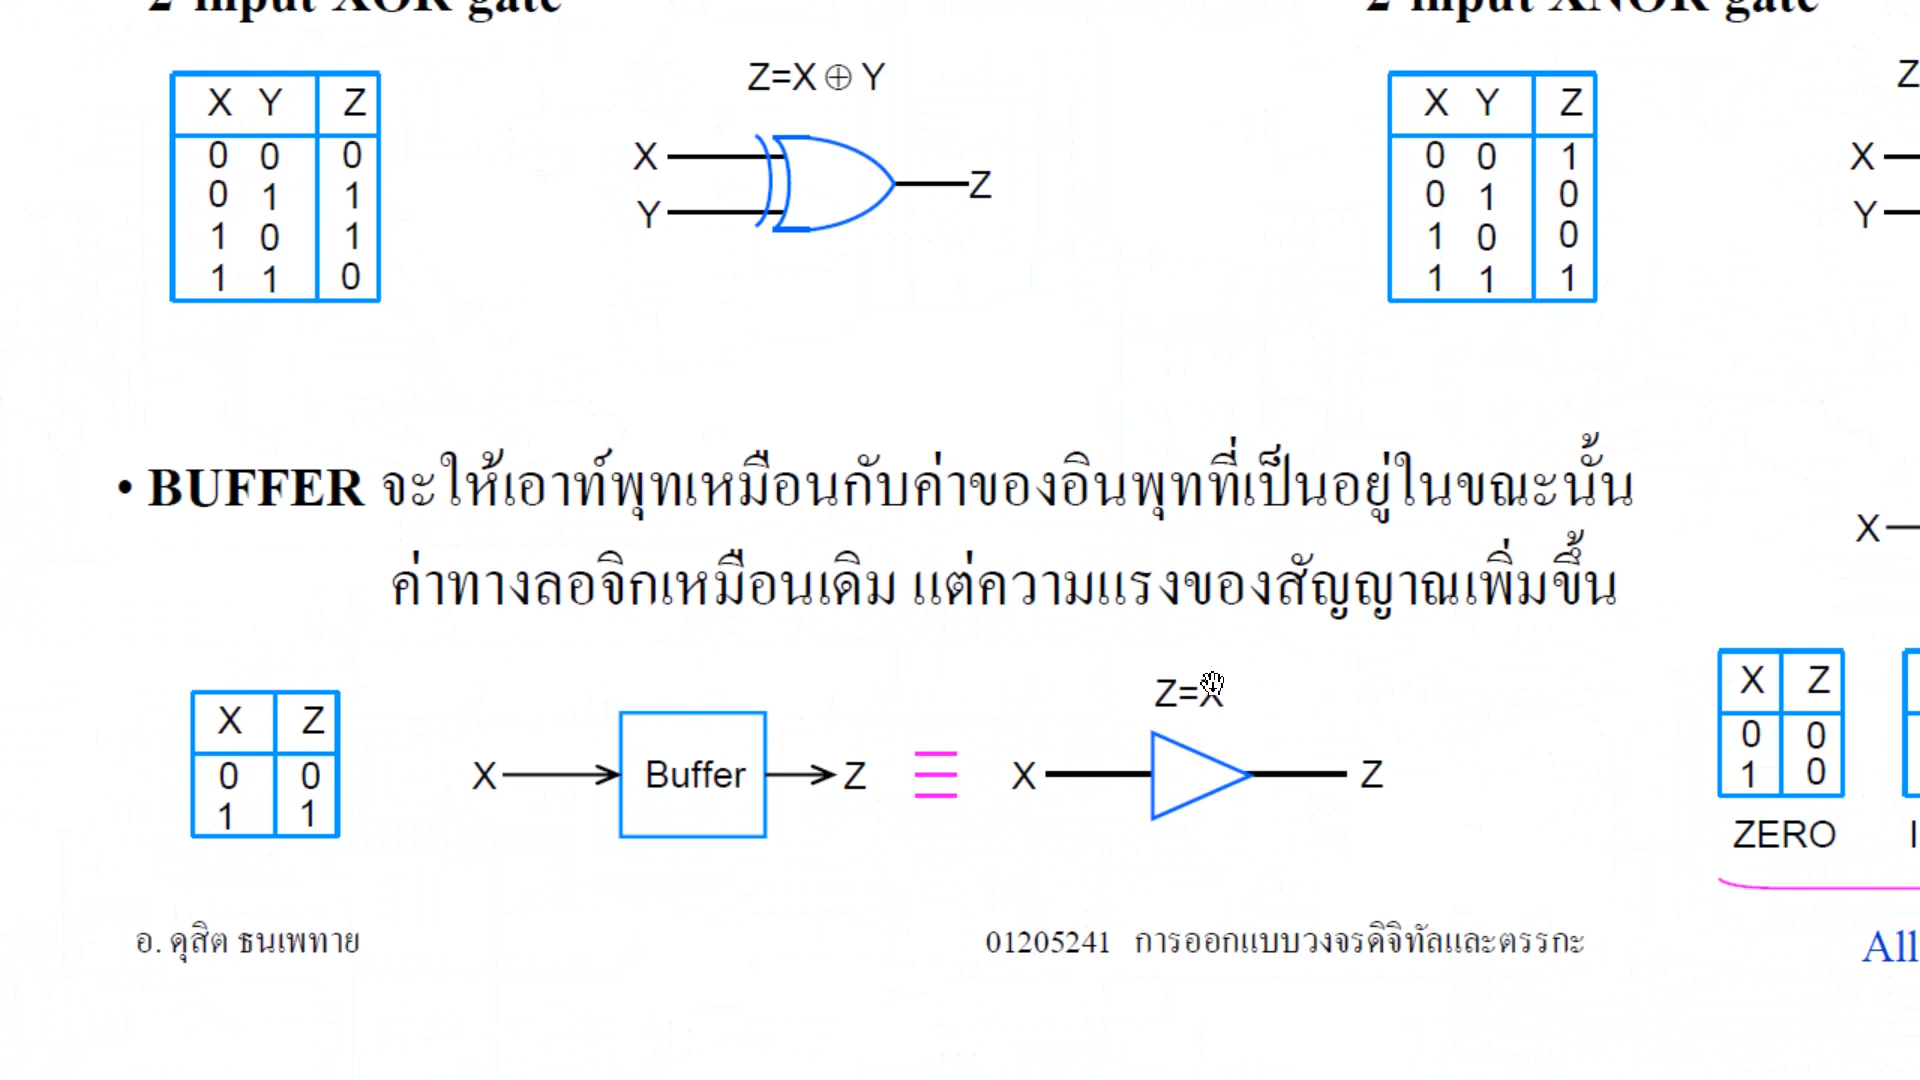 2-input XOR gate
2-input XNOR gate
X Y Z
0 0 0
0 1 1
1 0 1
1 1 0
Z=X⊕Y
X
Y
Z
X Y Z
0 0 1
0 1 0
1 0 0
1 1 1
Z
X
Y
• BUFFER จะให้เอาท์พุทเหมือนกับค่าของอินพุทที่เป็นอยู่ในขณะนั้น
ค่าทางลอจิกเหมือนเดิม แต่ความแรงของสัญญาณเพิ่มขึ้น
X
X Z
0 0
1 1
X Buffer Z
Z=X
X Z
X Z
0 0
1 0
ZERO
อ. ดุสิต ธนเพทาย
01205241 การออกแบบวงจรดิจิทัลและตรรกะ
All